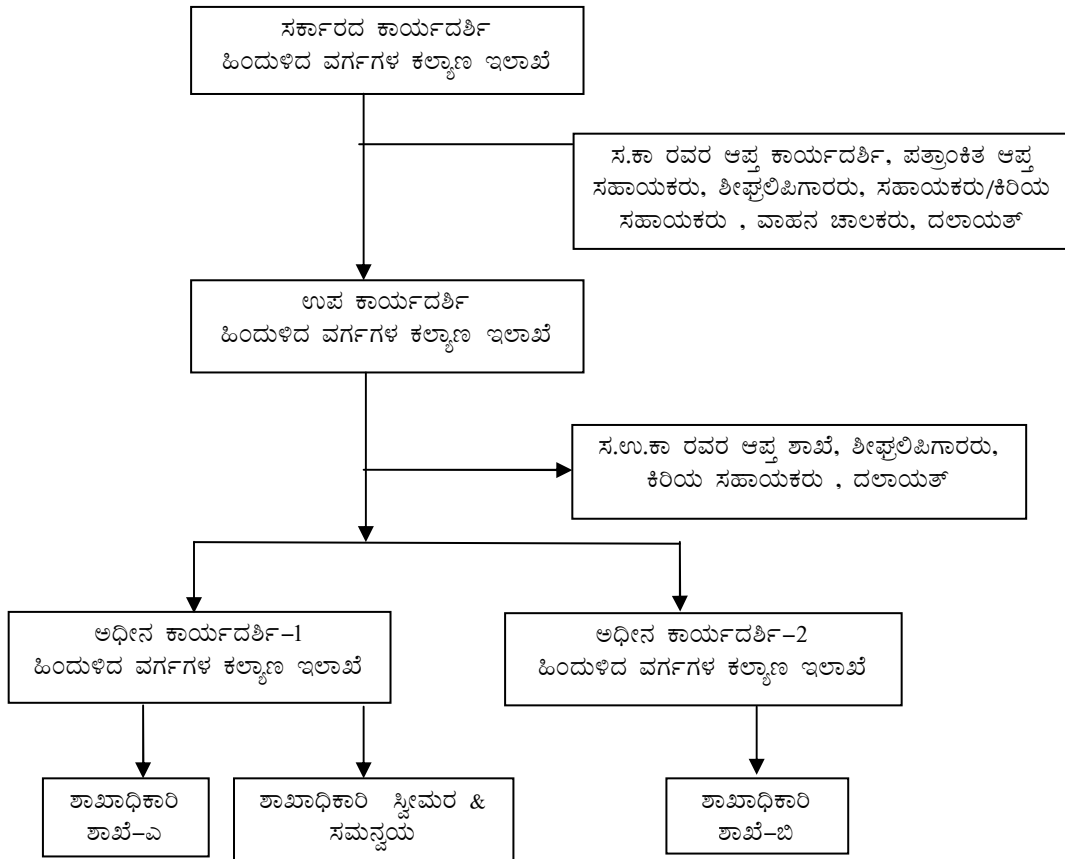 ಸರ್ಕಾರದ ಕಾರ್ಯದರ್ಶಿ
ಹಿಂದುಳಿದ ವರ್ಗಗಳ ಕಲ್ಯಾಣ ಇಲಾಖೆ
ಸ.ಕಾ ರವರ ಆಪ್ತ ಕಾರ್ಯದರ್ಶಿ, ಪತ್ರಾಂಕಿತ ಆಪ್ತ
ಸಹಾಯಕರು, ಶೀಘ್ರಲಿಪಿಗಾರರು, ಸಹಾಯಕರು/ಕಿರಿಯ
ಸಹಾಯಕರು , ವಾಹನ ಚಾಲಕರು, ದಲಾಯತ್
ಉಪ ಕಾರ್ಯದರ್ಶಿ
ಹಿಂದುಳಿದ ವರ್ಗಗಳ ಕಲ್ಯಾಣ ಇಲಾಖೆ
ಸ.ಉ.ಕಾ ರವರ ಆಪ್ತ ಶಾಖೆ, ಶೀಘ್ರಲಿಪಿಗಾರರು,
ಕಿರಿಯ ಸಹಾಯಕರು , ದಲಾಯತ್
ಅಧೀನ ಕಾರ್ಯದರ್ಶಿ-1
ಹಿಂದುಳಿದ ವರ್ಗಗಳ ಕಲ್ಯಾಣ ಇಲಾಖೆ
ಅಧೀನ ಕಾರ್ಯದರ್ಶಿ-2
ಹಿಂದುಳಿದ ವರ್ಗಗಳ ಕಲ್ಯಾಣ ಇಲಾಖೆ
ಶಾಖಾಧಿಕಾರಿ
ಶಾಖೆ-ಎ
ಶಾಖಾಧಿಕಾರಿ ಸ್ವೀಮರ &
ಸಮನ್ವಯ
ಶಾಖಾಧಿಕಾರಿ
ಶಾಖೆ-ಬಿ